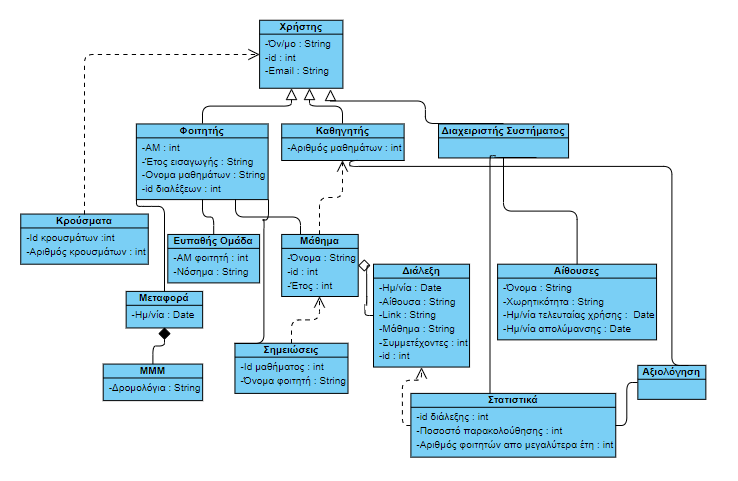 Χρήστης
-Όν/μο : String
-id : int
-Email : String
Φοιτητής
-ΑΜ : int
-Έτος εισαγωγής : String
-Ονομα μαθημάτων : String
-id διαλέξεων : int
Καθηγητής
-Αριθμός μαθημάτων : int
Διαχειριστής Συστήματος
Κρούσματα
-Id κρουσμάτων :int
-Αριθμός κρουσμάτων : int
Ευπαθής Ομάδα
-ΑΜ φοιτητή : int
-Νόσημα : String
Μάθημα
-Όνομα : String
-id : int
-Έτος : int
Διάλεξη
-Ημ/νία : Date
-Αίθουσα : String
-Link : String
-Μάθημα : String
-Συμμετέχοντες : int
-id : int
Αίθουσες
-Όνομα : String
-Χωρητικότητα : String
-Ημ/νία τελευταίας χρήσης : Date
-Ημ/νία απολύμανσης : Date
Μεταφορά
-Ημ/νία : Date
Σημειώσεις
-Id μαθήματος : int
-Όνομα φοιτητή : String
ΜΜΜ
-Δρομολόγια : String
Αξιολόγηση
Στατιστικά
-id διάλεξης : int
-Ποσοστό παρακολούθησης : int
-Αριθμός φοιτητών απο μεγαλύτερα έτη : int